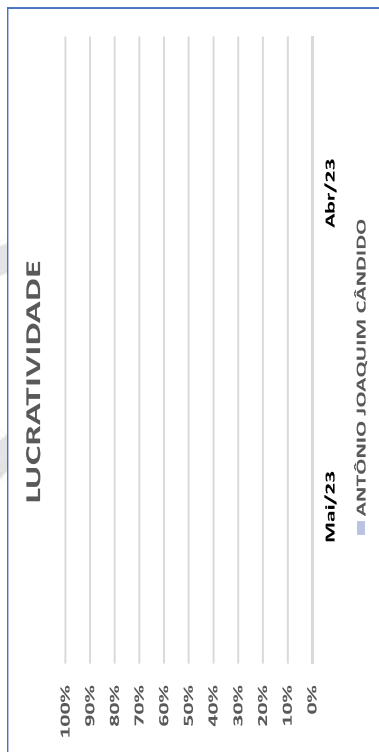 LUCRATIVIDADE
100%
90%
80%
70%
60%
50%
40%
30%
20%
10%
0%
Mai/23
Abr/23
ANTÔNIO JOAQUIM CÂNDIDO